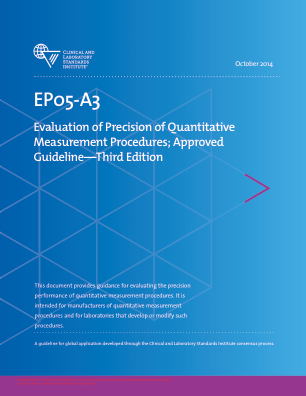 CLINICAL AND
LABORATORY
STANDARDS
INSTITUTE®
October 2014
EP05-A3
Evaluation of Precision of Quantitative
Measurement Procedures; Approved
Guideline—Third Edition
This document provides guidance for evaluating the precision
performance of quantitative measurement procedures. It is
intended for manufacturers of quantitative measurement
procedures and for laboratories that develop or modify such
procedures.
A guideline for global application developed through the Clinical and Laboratory Standards Institute consensus process